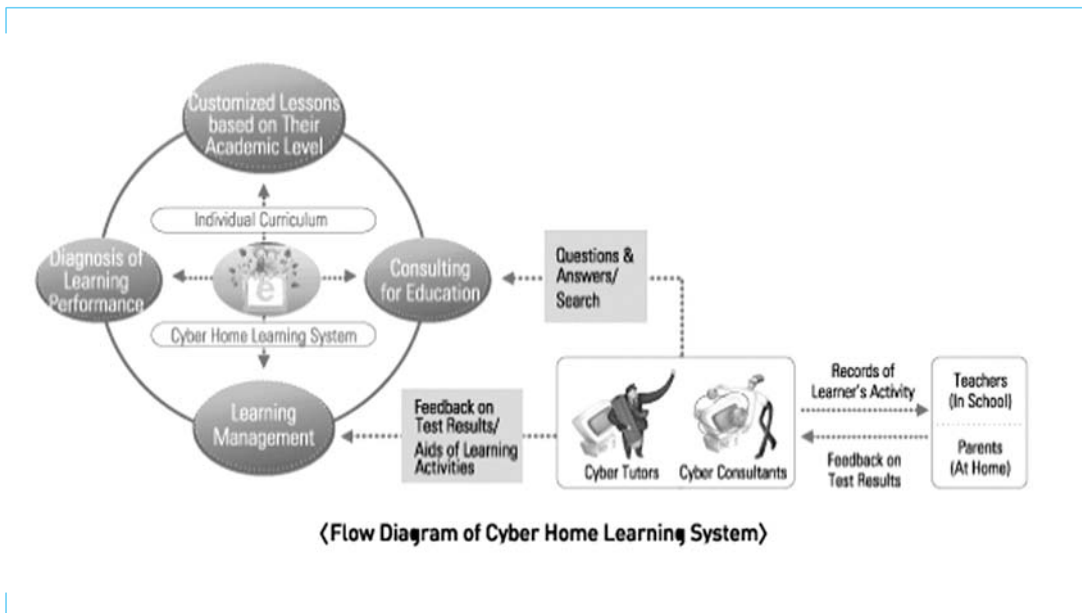 Customized Lessons
based on Their
Academic Level
Individual Curriculum
Diagnosis of
Learning
Performance
e
Consulting
for Education
Cyber Home Learning System
Learning
Management
Questions &
Answers/
Search
Feedback on
Test Results/
Aids of Learning
Activities
Cyber Tutors
Cyber Consultants
Records of
Learner's Activity
Feedback on
Test Results
Teachers
(In School)
Parents
(At Home)
〈Flow Diagram of Cyber Home Learning System〉